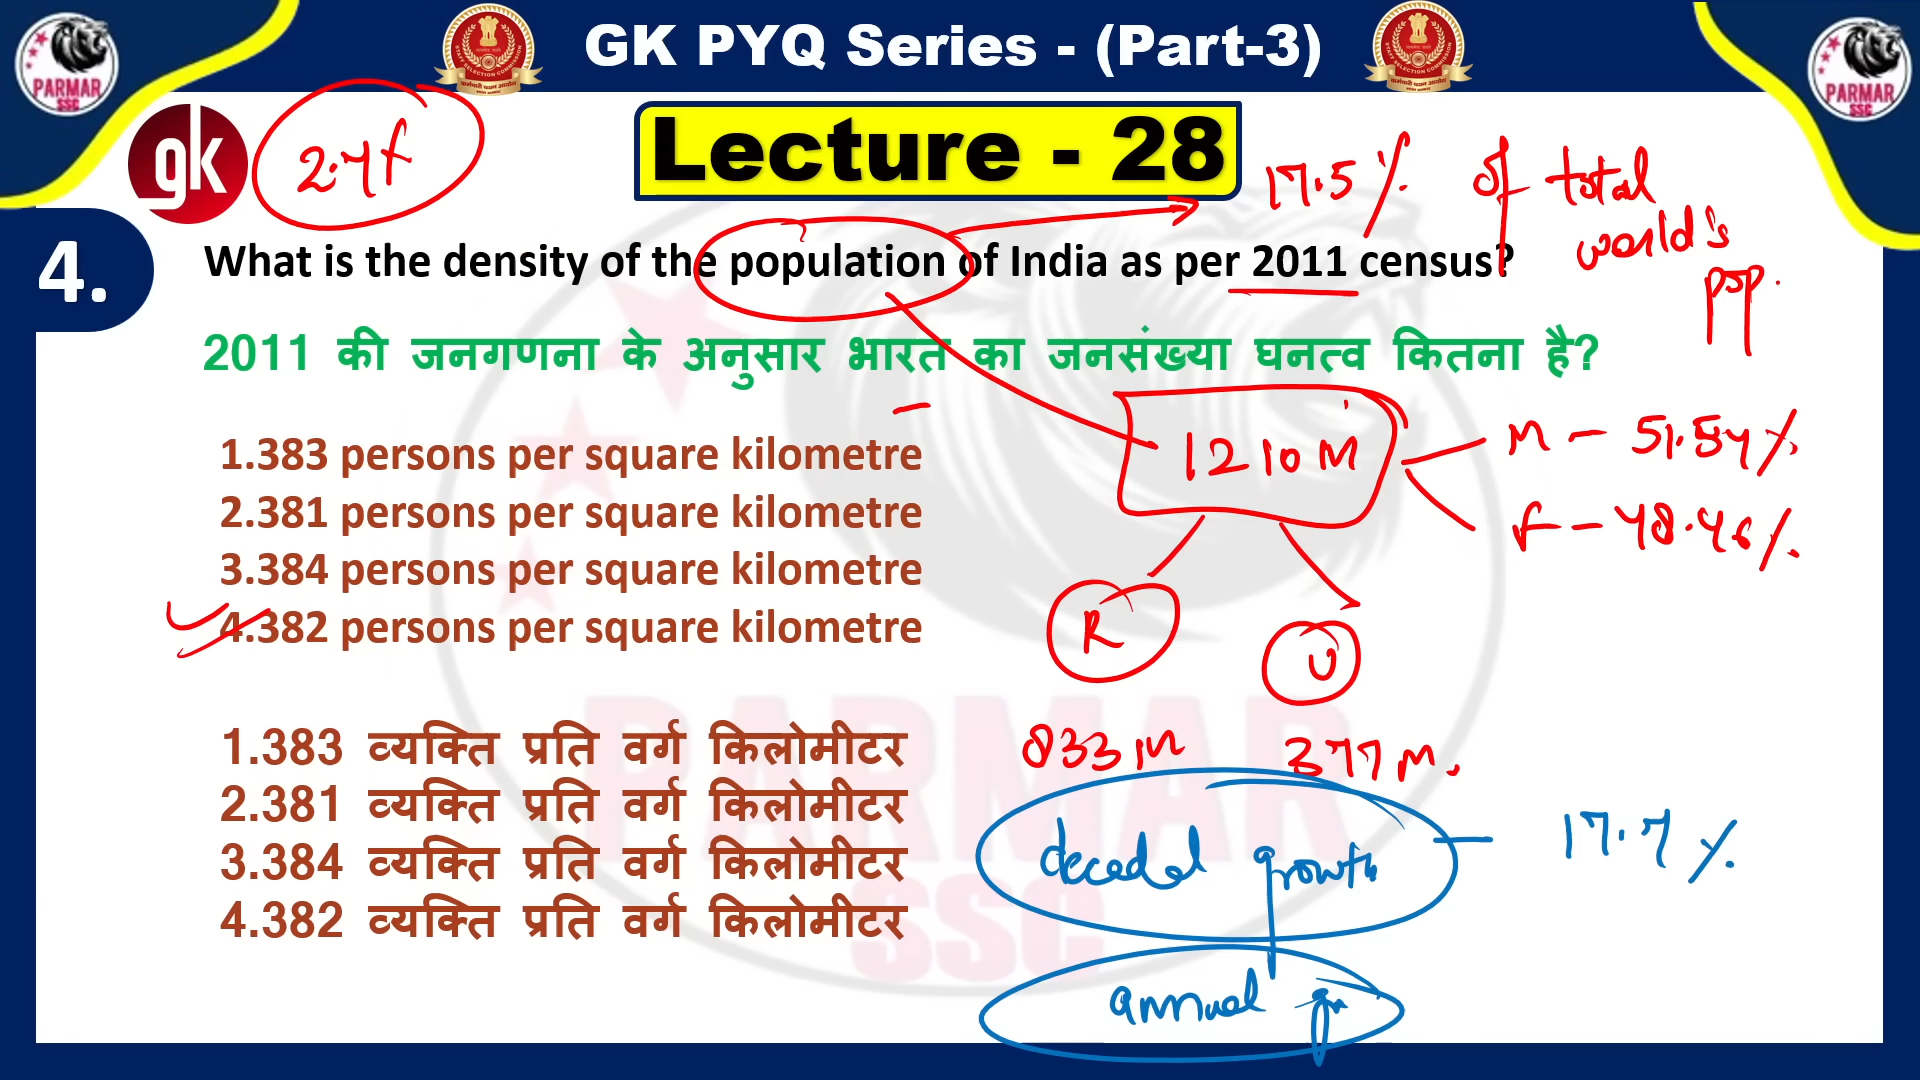 GK PYQ Series - (Part-3)
PARMAR
SSC
PARMAR
SSC
gk
2.4%
Lecture - 28
17.5% of total
world's
pop.
4.
What is the density of the population of India as per 2011 census?
2011 की जनगणना के अनुसार भारत का जनसंख्या घनत्व कितना है?
1.383 persons per square kilometre
2.381 persons per square kilometre
3.384 persons per square kilometre
4.382 persons per square kilometre
1210 M
M - 51.54%
F - 48.46%
R
U
833 M
377 M.
1.383 व्यक्ति प्रति वर्ग किलोमीटर
2.381 व्यक्ति प्रति वर्ग किलोमीटर
3.384 व्यक्ति प्रति वर्ग किलोमीटर
4.382 व्यक्ति प्रति वर्ग किलोमीटर
decadal growth - 17.7%
annual gr
PARMAR
SSC